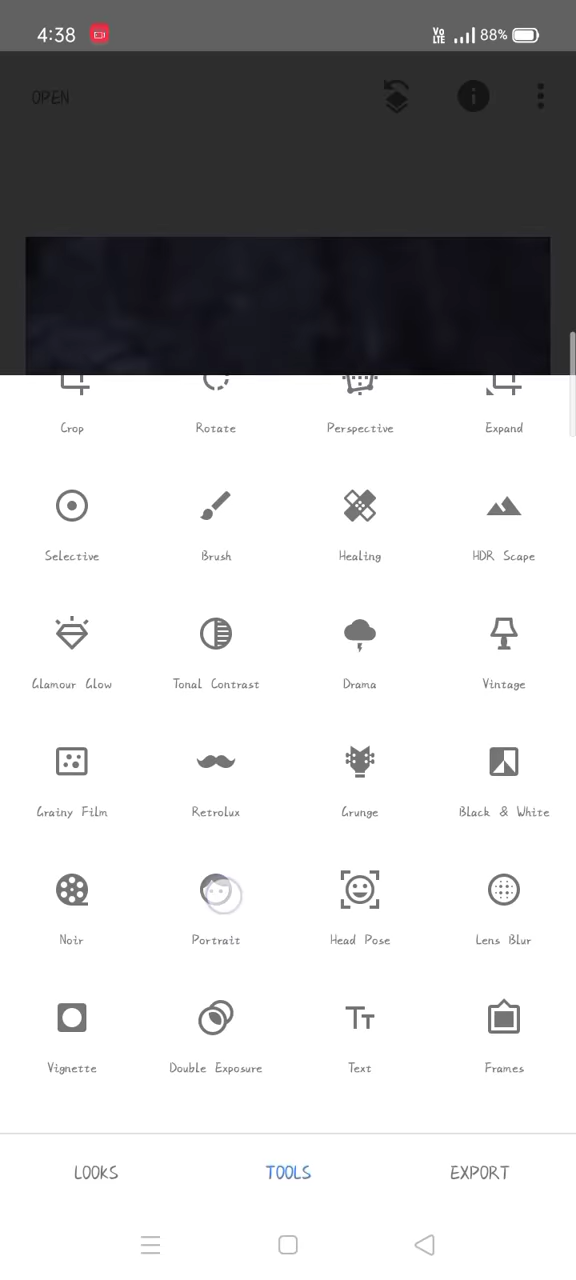 4:38
Vo LTE 88%
OPEN
Crop Rotate Perspective Expand
Selective Brush Healing HDR Scape
Glamour Glow Tonal Contrast Drama Vintage
Grainy Film Retrolux Grunge Black & White
Noir Portrait Head Pose Lens Blur
Vignette Double Exposure Text Frames
LOOKS TOOLS EXPORT